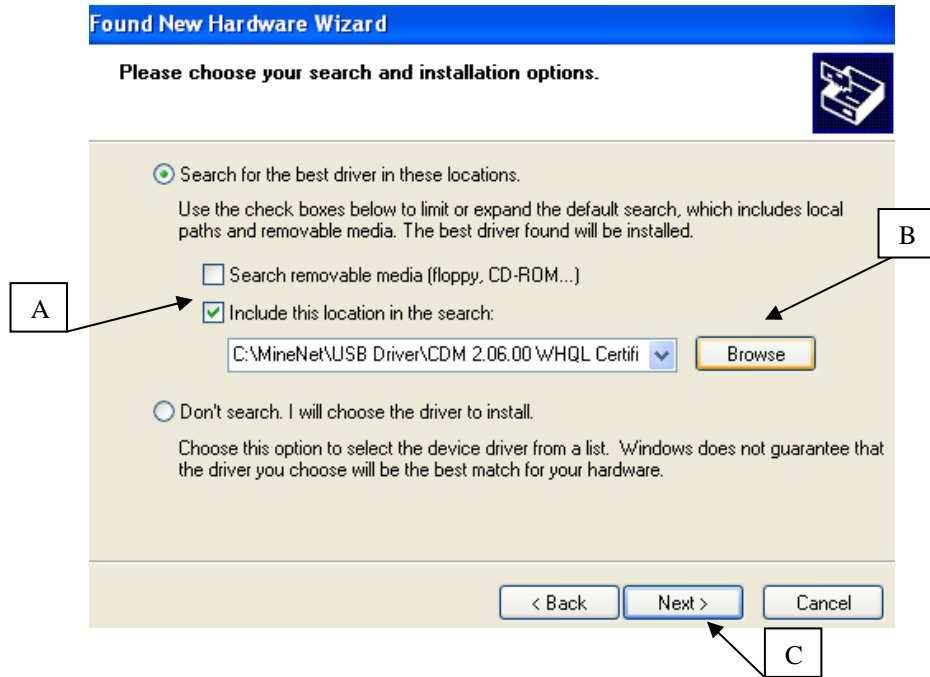 Found New Hardware Wizard
Please choose your search and installation options.
Search for the best driver in these locations.
Use the check boxes below to limit or expand the default search, which includes local
paths and removable media. The best driver found will be installed.
B
Search removable media (floppy, CD-ROM...)
A
Include this location in the search:
C:\MineNet\USB Driver\CDM 2.06.00 WHQL Certifi
Browse
Don't search. I will choose the driver to install.
Choose this option to select the device driver from a list. Windows does not guarantee that
the driver you choose will be the best match for your hardware.
< Back
Next >
Cancel
C